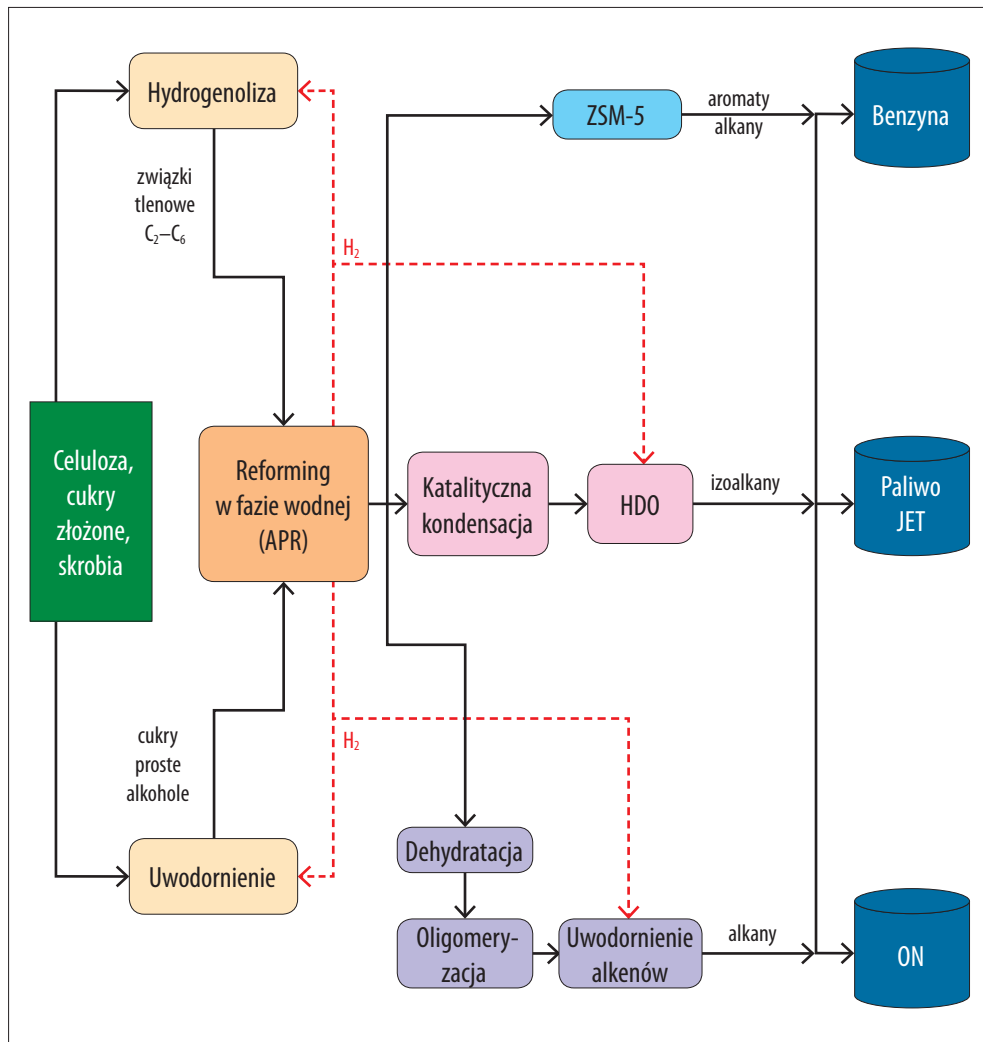 Hydrogenoliza
ZSM-5
aromaty
alkany
Benzyna
związki
tlenowe
C₂–C₆
H₂
Celuloza,
cukry
złożone,
skrobia
Reforming
w fazie wodnej
(APR)
Katalityczna
kondensacja
HDO
izoalkany
Paliwo
JET
H₂
cukry
proste
alkohole
Uwodornienie
Dehydratacja
Oligomery-
zacja
Uwodornienie
alkenów
alkany
ON